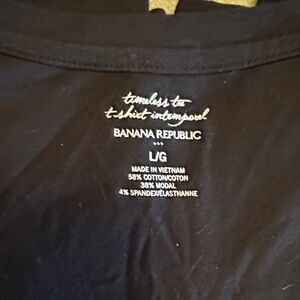 timeless tee
t-shirt intemporel
BANANA REPUBLIC
***
L/G
MADE IN VIETNAM
58% COTTON/COTON
38% MODAL
4% SPANDEX/ÉLASTHANNE